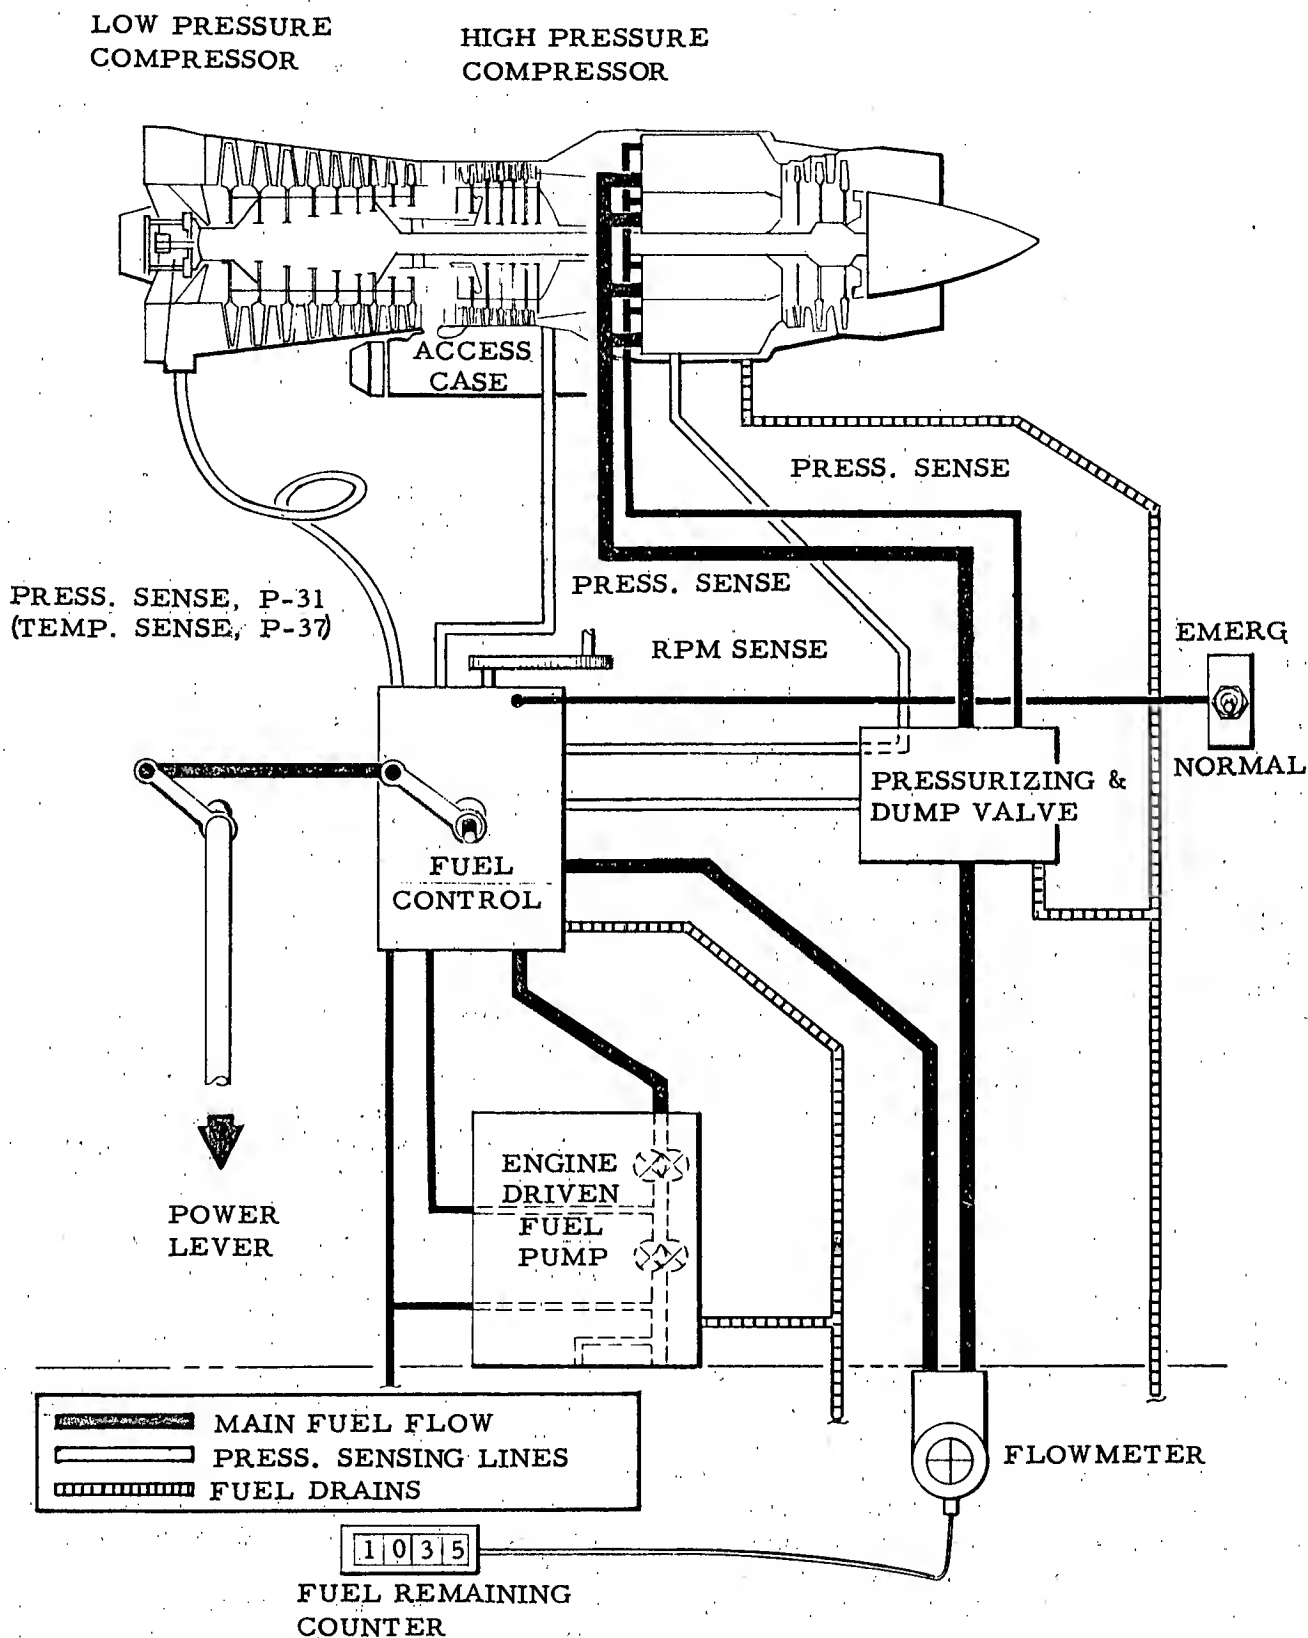 LOW PRESSURE
COMPRESSOR
HIGH PRESSURE
COMPRESSOR
ACCESS
CASE
PRESS. SENSE
PRESS. SENSE
PRESS. SENSE, P-31
(TEMP. SENSE, P-37)
RPM SENSE
EMERG
NORMAL
PRESSURIZING &
DUMP VALVE
FUEL
CONTROL
ENGINE
DRIVEN
FUEL
PUMP
POWER
LEVER
MAIN FUEL FLOW
PRESS. SENSING LINES
FUEL DRAINS
FLOWMETER
1035
FUEL REMAINING
COUNTER